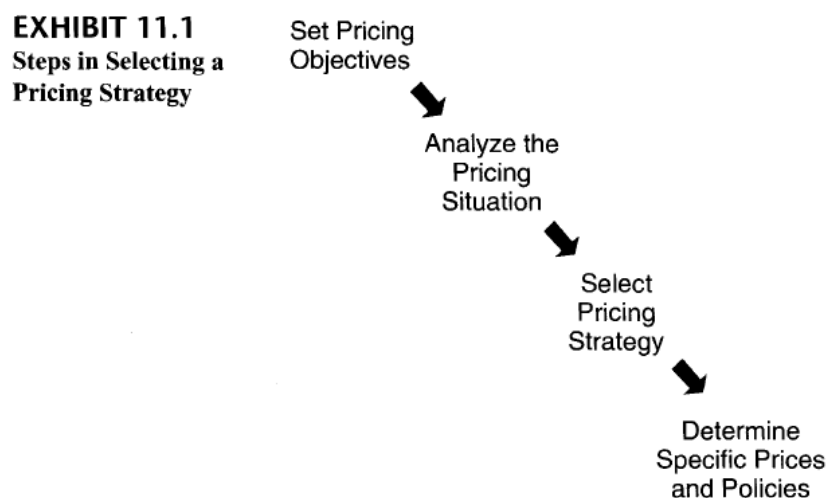 EXHIBIT 11.1
Steps in Selecting a
Pricing Strategy
Set Pricing
Objectives
Analyze the
Pricing
Situation
Select
Pricing
Strategy
Determine
Specific Prices
and Policies